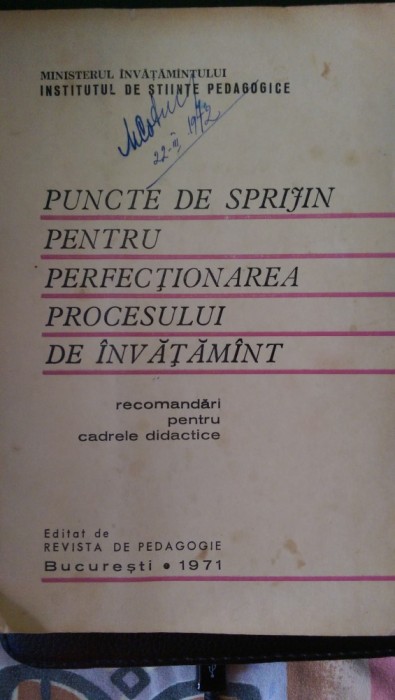 MINISTERUL ÎNVĂȚĂMÎNTULUI
INSTITUTUL DE ȘTIINȚE PEDAGOGICE
1973
22-III
PUNCTE DE SPRIJIN
PENTRU
PERFECȚIONAREA
PROCESULUI
DE ÎNVĂȚĂMÎNT
recomandări
pentru
cadrele didactice
Editat de
REVISTA DE PEDAGOGIE
București • 1971